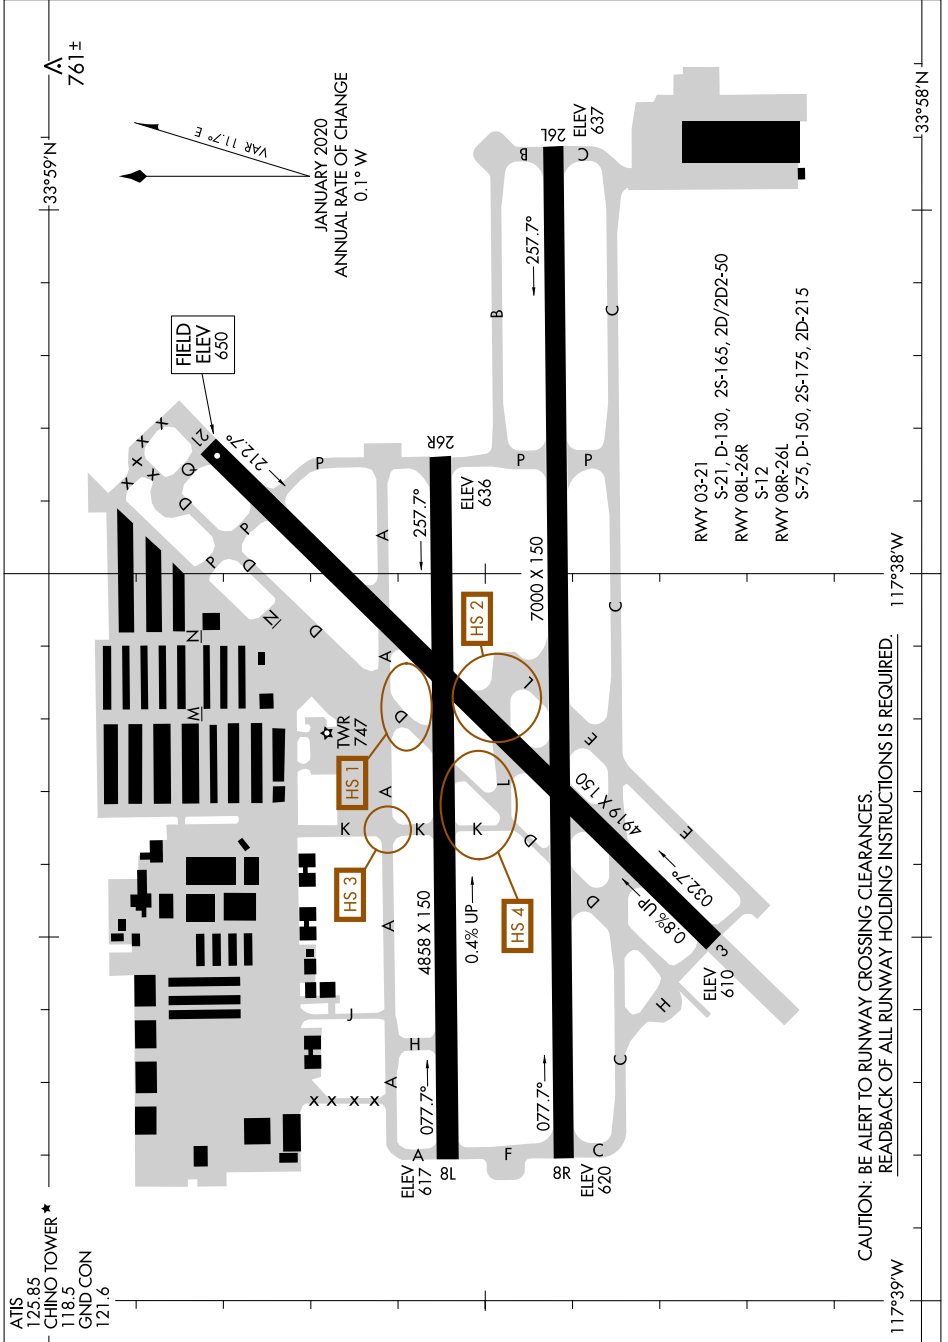 ATIS
125.85
CHINO TOWER
118.5
GND CON
121.6
33°59'N
761±
VAR 11.7° E
JANUARY 2020
ANNUAL RATE OF CHANGE
0.1° W
FIELD
ELEV
650
21
212.7°
X X X X X
Q
D
P
P
D
N
D
N
M
P
A
26R
ELEV
636
257.7°
A
HS 1
D
TWR
747
A
K
K
HS 3
A
J
H
A
X X X X
A
ELEV
617
8L
077.7°
4858 X 150
0.4% UP
HS 4
K
L
HS 2
L
D
F
8R
ELEV
620
C
077.7°
7000 X 150
257.7°
26L
ELEV
637
B
B
C
C
P
P
C
E
E
4919 X 150
032.7°
0.8% UP
D
3
ELEV
610
H
C
RWY 03-21
S-21, D-130, 2S-165, 2D/2D2-50
RWY 08L-26R
S-12
RWY 08R-26L
S-75, D-150, 2S-175, 2D-215
33°58'N
117°38'W
117°39'W
CAUTION: BE ALERT TO RUNWAY CROSSING CLEARANCES.
READBACK OF ALL RUNWAY HOLDING INSTRUCTIONS IS REQUIRED.